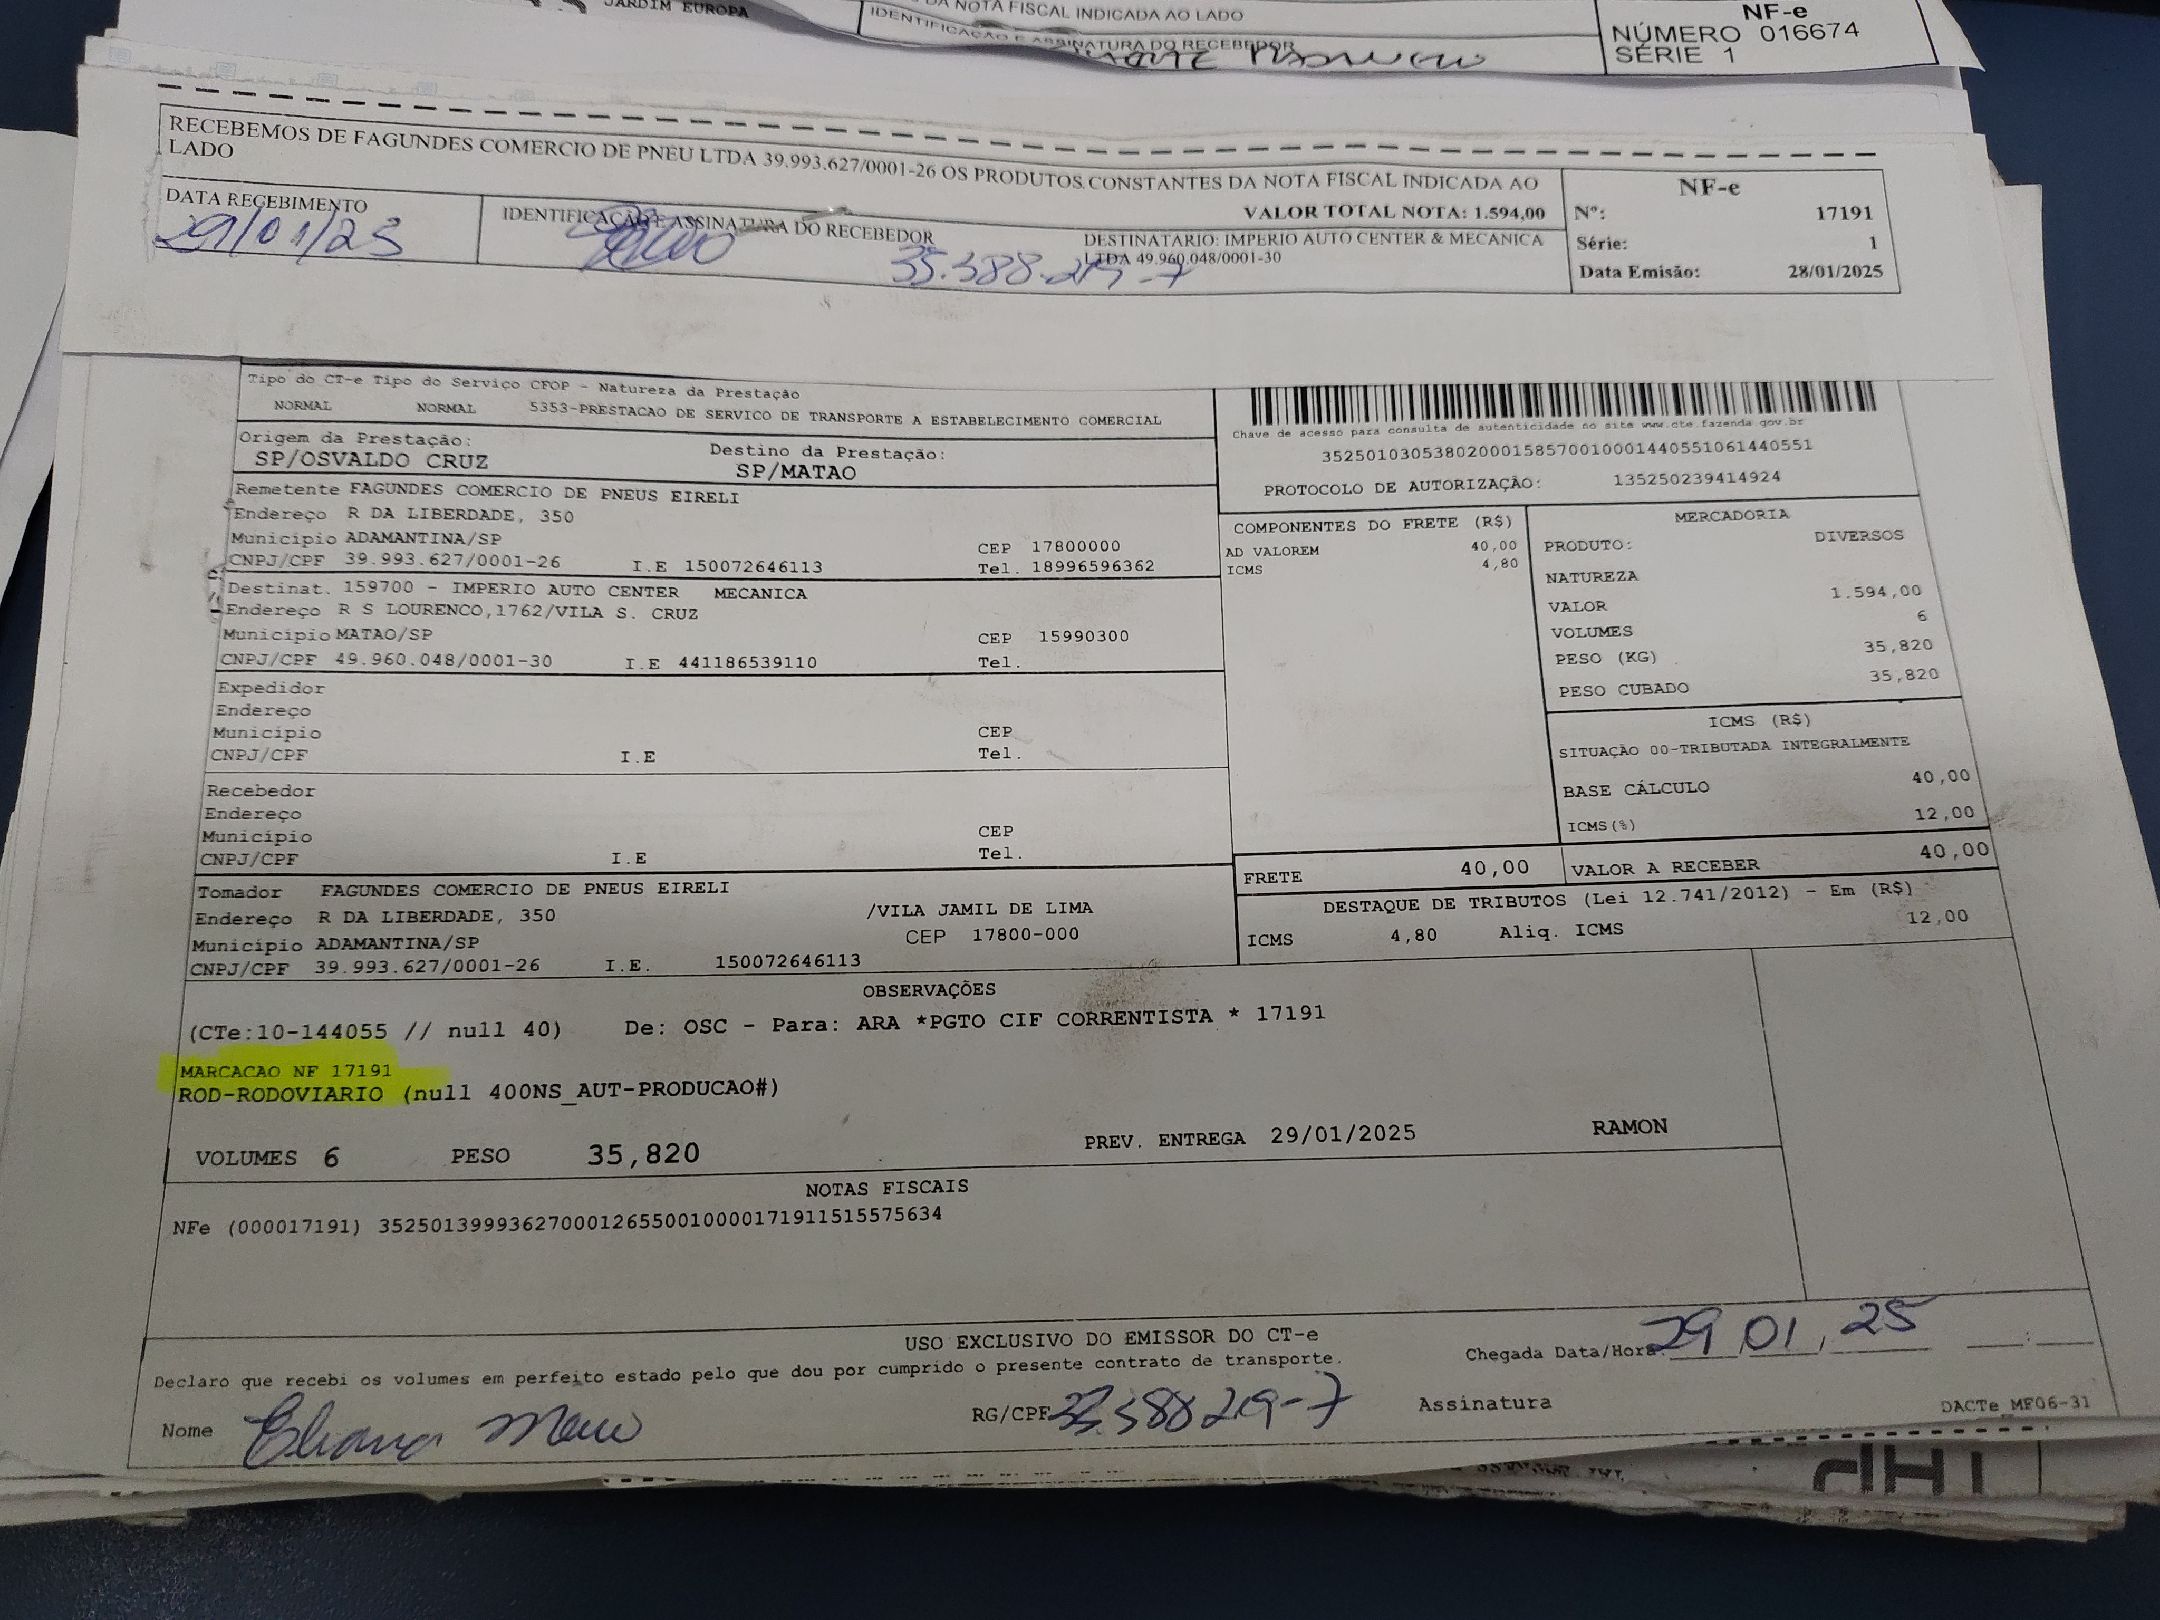 JARDIM EUROPA
DA NOTA FISCAL INDICADA AO LADO
IDENTIFICAÇÃO E ASSINATURA DO RECEBEDOR
NF-e
NÚMERO 016674
SÉRIE 1
RECEBEMOS DE FAGUNDES COMERCIO DE PNEU LTDA 39.993.627/0001-26 OS PRODUTOS CONSTANTES DA NOTA FISCAL INDICADA AO
LADO
VALOR TOTAL NOTA: 1.594,00
DATA RECEBIMENTO
29/01/25
IDENTIFICAÇÃO E ASSINATURA DO RECEBEDOR
DESTINATARIO: IMPERIO AUTO CENTER & MECANICA
LTDA 49.960.048/0001-30
NF-e
Nº: 17191
Série: 1
Data Emisão: 28/01/2025
Tipo do CT-e Tipo do Serviço CFOP - Natureza da Prestação
NORMAL NORMAL 5353-PRESTACAO DE SERVICO DE TRANSPORTE A ESTABELECIMENTO COMERCIAL
Origem da Prestação: Destino da Prestação:
SP/OSVALDO CRUZ SP/MATAO
Chave de acesso para consulta de autenticidade no site www.cte.fazenda.gov.br
35250103053802000158570010001440551061440551
PROTOCOLO DE AUTORIZAÇÃO: 135250239414924
Remetente FAGUNDES COMERCIO DE PNEUS EIRELI
Endereço R DA LIBERDADE, 350
Município ADAMANTINA/SP CEP 17800000
CNPJ/CPF 39.993.627/0001-26 I.E 150072646113 Tel. 18996596362
Destinat. 159700 - IMPERIO AUTO CENTER MECANICA
Endereço R S LOURENCO,1762/VILA S. CRUZ
Município MATAO/SP CEP 15990300
CNPJ/CPF 49.960.048/0001-30 I.E 441186539110 Tel.
Expedidor
Endereço
Município CEP
CNPJ/CPF I.E Tel.
Recebedor
Endereço
Município CEP
CNPJ/CPF I.E Tel.
Tomador FAGUNDES COMERCIO DE PNEUS EIRELI
Endereço R DA LIBERDADE, 350 /VILA JAMIL DE LIMA
Município ADAMANTINA/SP CEP 17800-000
CNPJ/CPF 39.993.627/0001-26 I.E. 150072646113
COMPONENTES DO FRETE (R$)
AD VALOREM 40,00
ICMS 4,80
MERCADORIA
PRODUTO: DIVERSOS
NATUREZA
VALOR 1.594,00
VOLUMES 6
PESO (KG) 35,820
PESO CUBADO 35,820
ICMS (R$)
SITUAÇÃO 00-TRIBUTADA INTEGRALMENTE
BASE CÁLCULO 40,00
ICMS(%) 12,00
FRETE 40,00 VALOR A RECEBER 40,00
DESTAQUE DE TRIBUTOS (Lei 12.741/2012) - Em (R$)
ICMS 4,80 Aliq. ICMS 12,00
OBSERVAÇÕES
(CTe:10-144055 // null 40) De: OSC - Para: ARA *PGTO CIF CORRENTISTA * 17191
MARCACAO NF 17191
ROD-RODOVIARIO (null 400NS_AUT-PRODUCAO#)
VOLUMES 6 PESO 35,820 PREV. ENTREGA 29/01/2025 RAMON
NOTAS FISCAIS
NFe (000017191) 35250139993627000126550010000171911515575634
USO EXCLUSIVO DO EMISSOR DO CT-e
Declaro que recebi os volumes em perfeito estado pelo que dou por cumprido o presente contrato de transporte.
Chegada Data/Hora: 29 01 25
Nome RG/CPF Assinatura
DACTe MF06-31